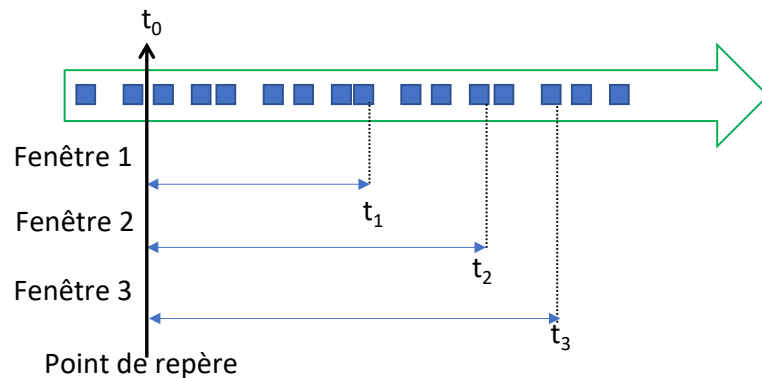 t0
Fenêtre 1
t1
Fenêtre 2
t2
Fenêtre 3
t3
Point de repère